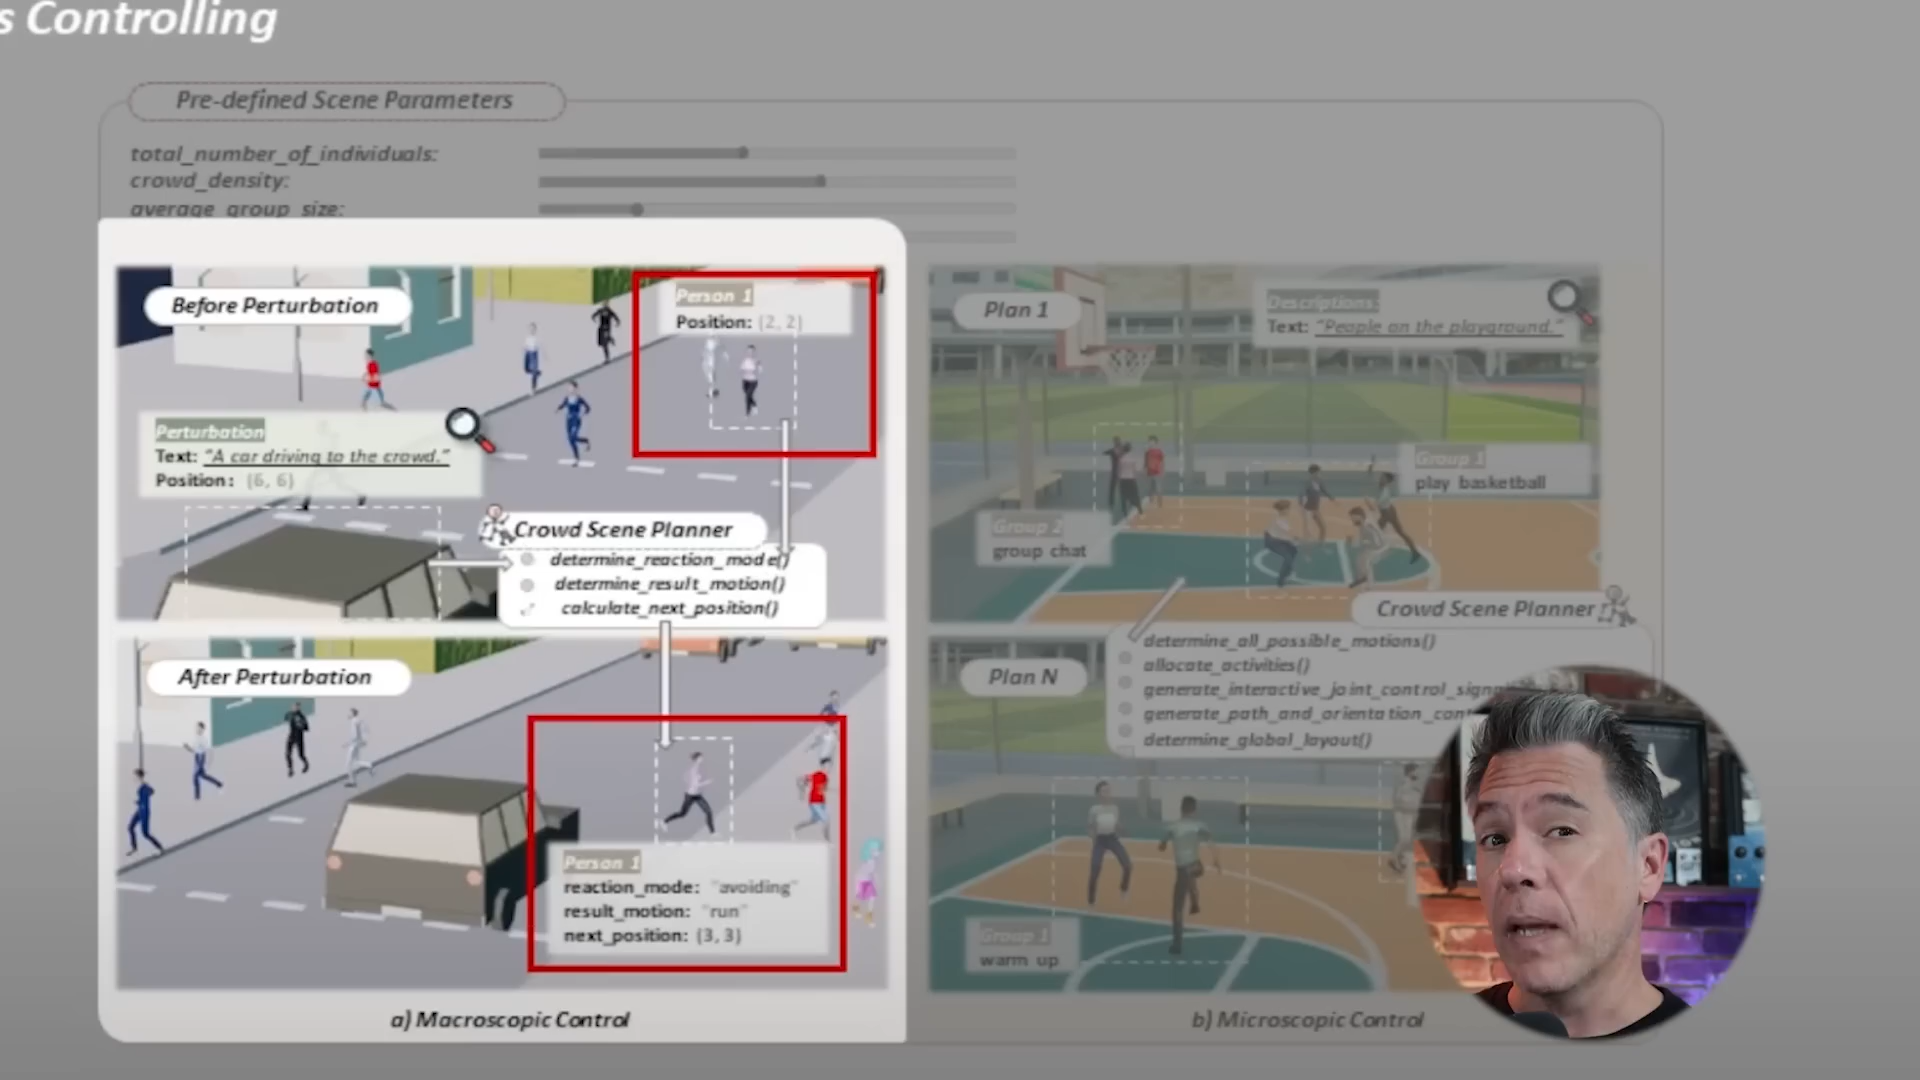 s Controlling
Pre-defined Scene Parameters
total_number_of_individuals:
crowd_density:
average_group_size:
Before Perturbation
Person 1
Position: (2, 2)
Perturbation
Text: "A car driving to the crowd."
Position: (6, 6)
Crowd Scene Planner
determine_reaction_mode()
determine_result_motion()
calculate_next_position()
After Perturbation
Person 1
reaction_mode: "avoiding"
result_motion: "run"
next_position: (3, 3)
a) Macroscopic Control
Plan 1
Descriptions:
Text: "People on the playground."
Group 1
play basketball
Group 2
group chat
Crowd Scene Planner
determine_all_possible_motions()
allocate_activities()
generate_interactive_joint_control_sign
generate_path_and_orientation_cont
determine_global_layout()
Plan N
Group 1
warm up
b) Microscopic Control